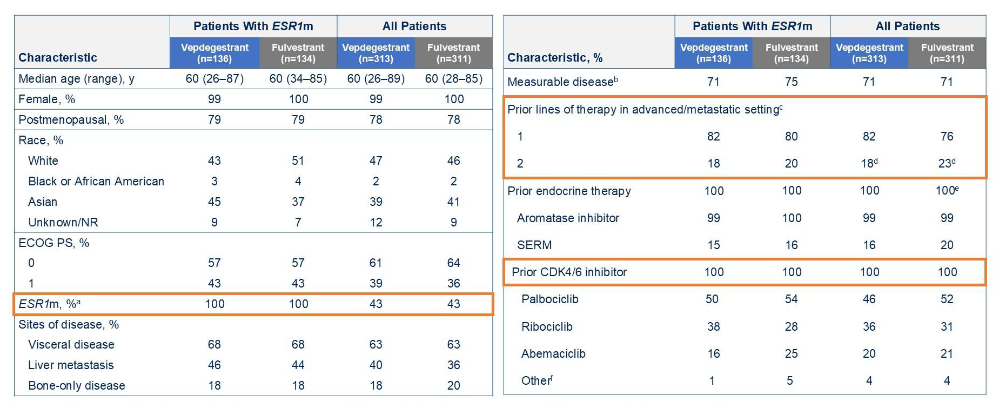 Patients With ESR1m All Patients
Characteristic Vepdegestrant (n=136) Fulvestrant (n=134) Vepdegestrant (n=313) Fulvestrant (n=311)
Median age (range), y 60 (26–87) 60 (34–85) 60 (26–89) 60 (28–85)
Female, % 99 100 99 100
Postmenopausal, % 79 79 78 78
Race, %
White 43 51 47 46
Black or African American 3 4 2 2
Asian 45 37 39 41
Unknown/NR 9 7 12 9
ECOG PS, %
0 57 57 61 64
1 43 43 39 36
ESR1m, %a 100 100 43 43
Sites of disease, %
Visceral disease 68 68 63 63
Liver metastasis 46 44 40 36
Bone-only disease 18 18 18 20
Patients With ESR1m All Patients
Characteristic, % Vepdegestrant (n=136) Fulvestrant (n=134) Vepdegestrant (n=313) Fulvestrant (n=311)
Measurable diseaseb 71 75 71 71
Prior lines of therapy in advanced/metastatic settingc
1 82 80 82 76
2 18 20 18d 23d
Prior endocrine therapy 100 100 100 100e
Aromatase inhibitor 99 100 99 99
SERM 15 16 16 20
Prior CDK4/6 inhibitor 100 100 100 100
Palbociclib 50 54 46 52
Ribociclib 38 28 36 31
Abemaciclib 16 25 20 21
Otherf 1 5 4 4